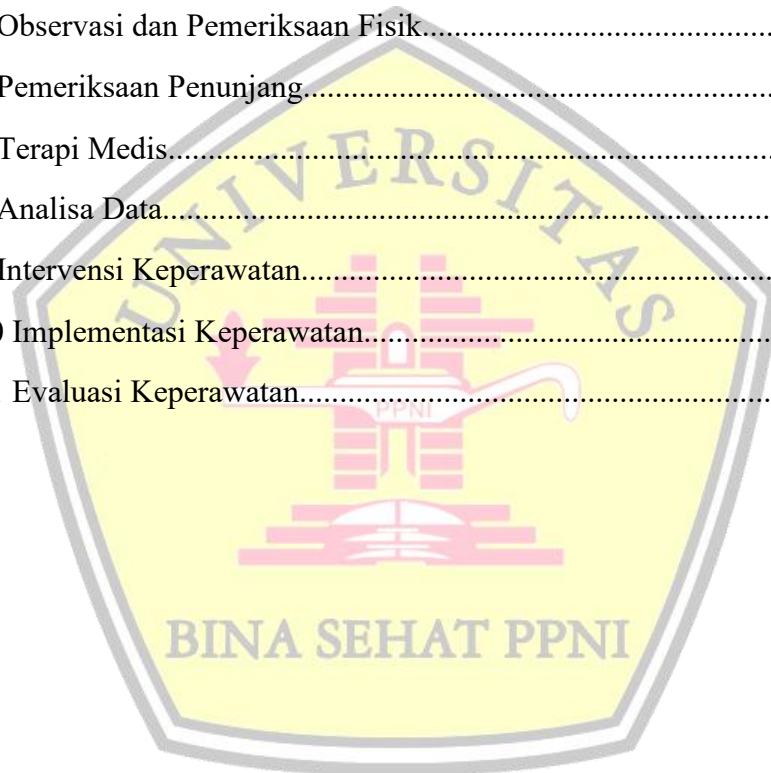 Observasi dan Pemeriksaan Fisik..............................................
Pemeriksaan Penunjang..............................................................
Terapi Medis...............................................................................
Analisa Data...............................................................................
Intervensi Keperawatan..............................................................
Implementasi Keperawatan.......................................................
Evaluasi Keperawatan...............................................................
UNIVERSITAS
PPNI
BINA SEHAT PPNI